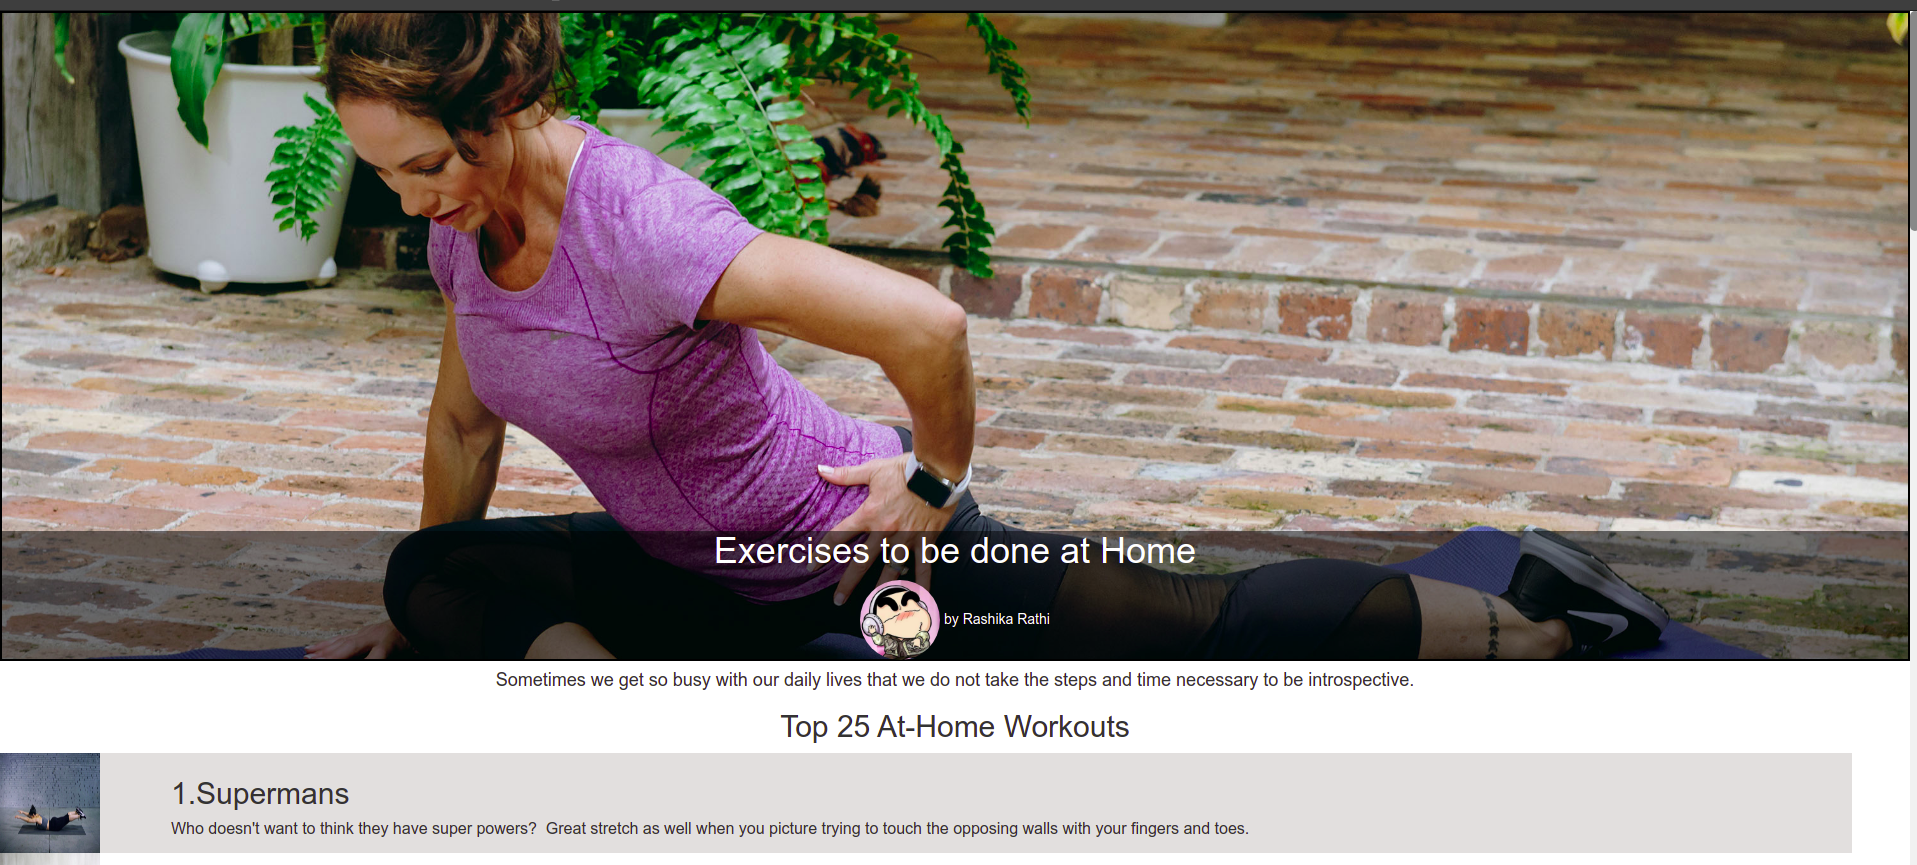 Exercises to be done at Home
by Rashika Rathi
Sometimes we get so busy with our daily lives that we do not take the steps and time necessary to be introspective.
Top 25 At-Home Workouts
1.Supermans
Who doesn't want to think they have super powers?  Great stretch as well when you picture trying to touch the opposing walls with your fingers and toes.